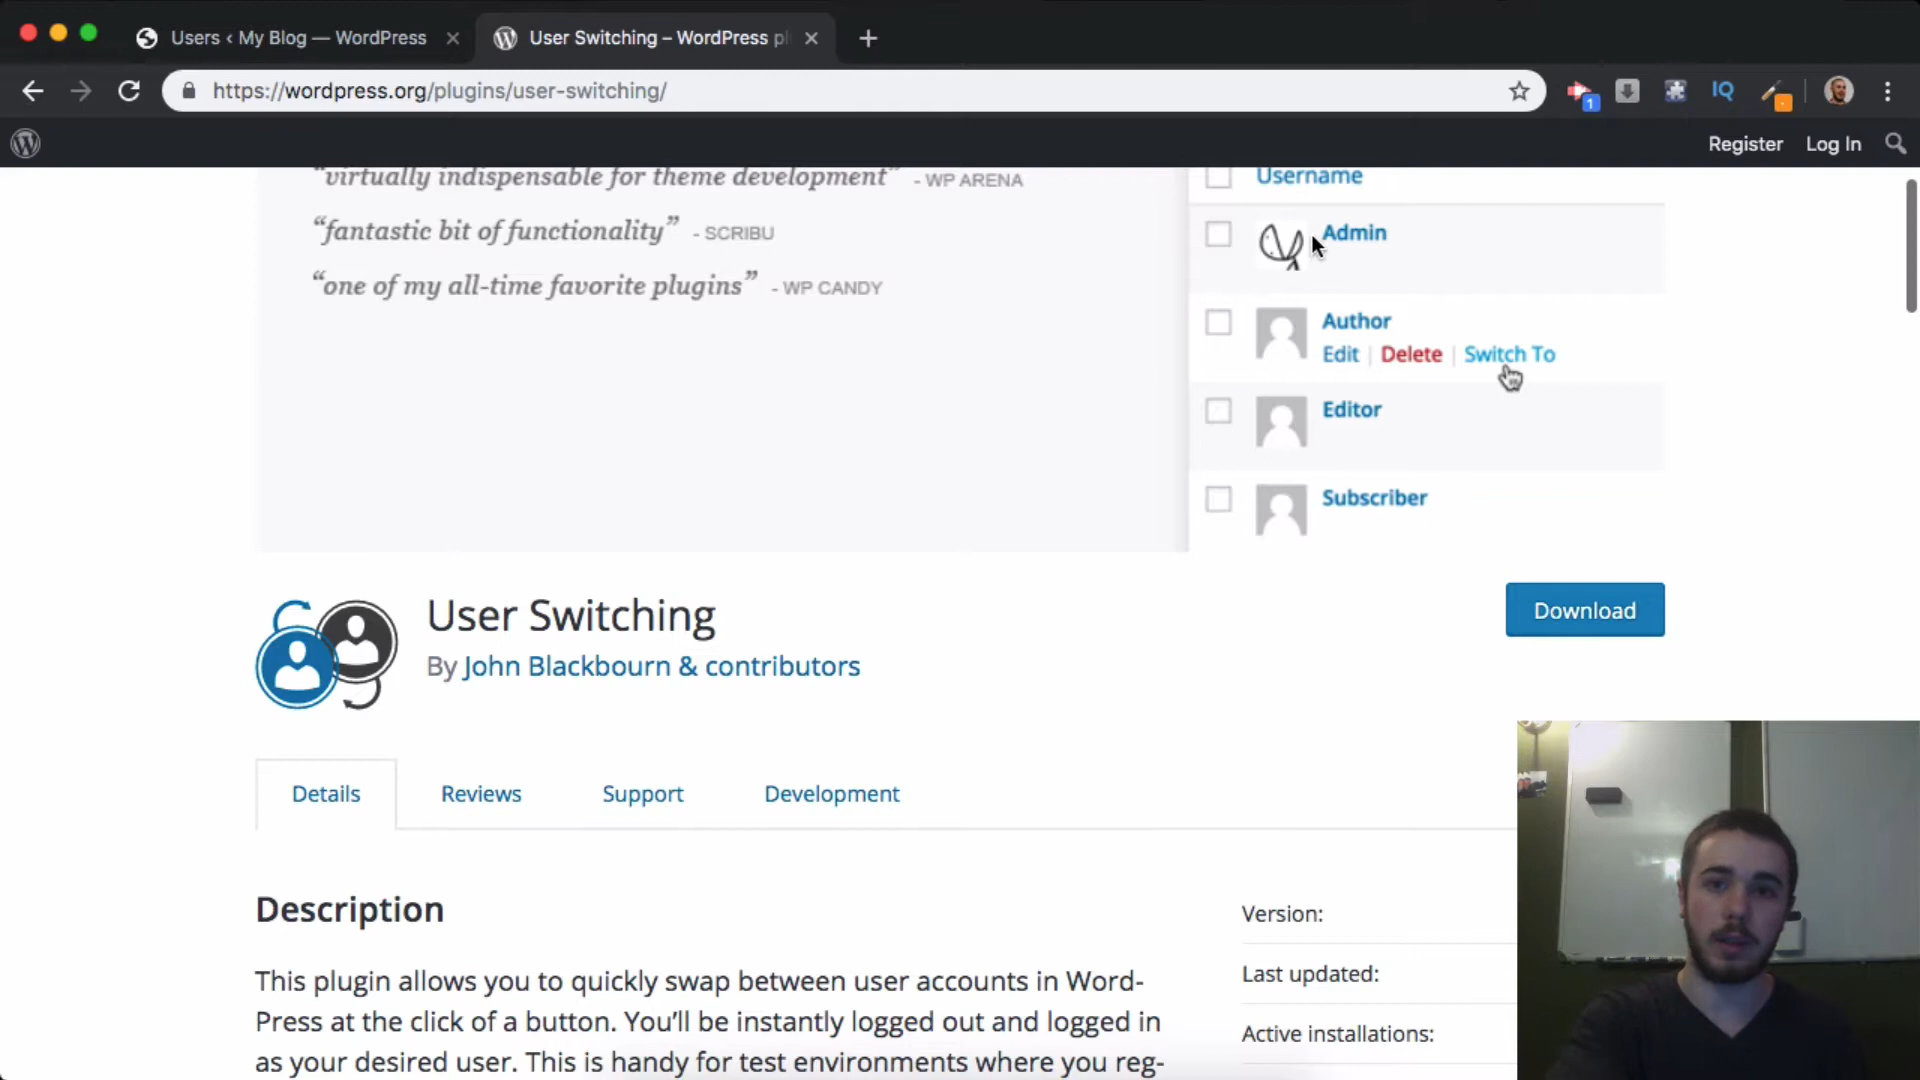 Users ‹ My Blog — WordPress
User Switching – WordPress pl
https://wordpress.org/plugins/user-switching/
1
IQ
Register
Log In
“virtually indispensable for theme development” - WP ARENA
“fantastic bit of functionality” - SCRIBU
“one of my all-time favorite plugins” - WP CANDY
Username
Admin
Author
Edit | Delete | Switch To
Editor
Subscriber
User Switching
By John Blackbourn & contributors
Download
Details
Reviews
Support
Development
Description
This plugin allows you to quickly swap between user accounts in Word-
Press at the click of a button. You’ll be instantly logged out and logged in
as your desired user. This is handy for test environments where you reg-
Version:
Last updated:
Active installations: